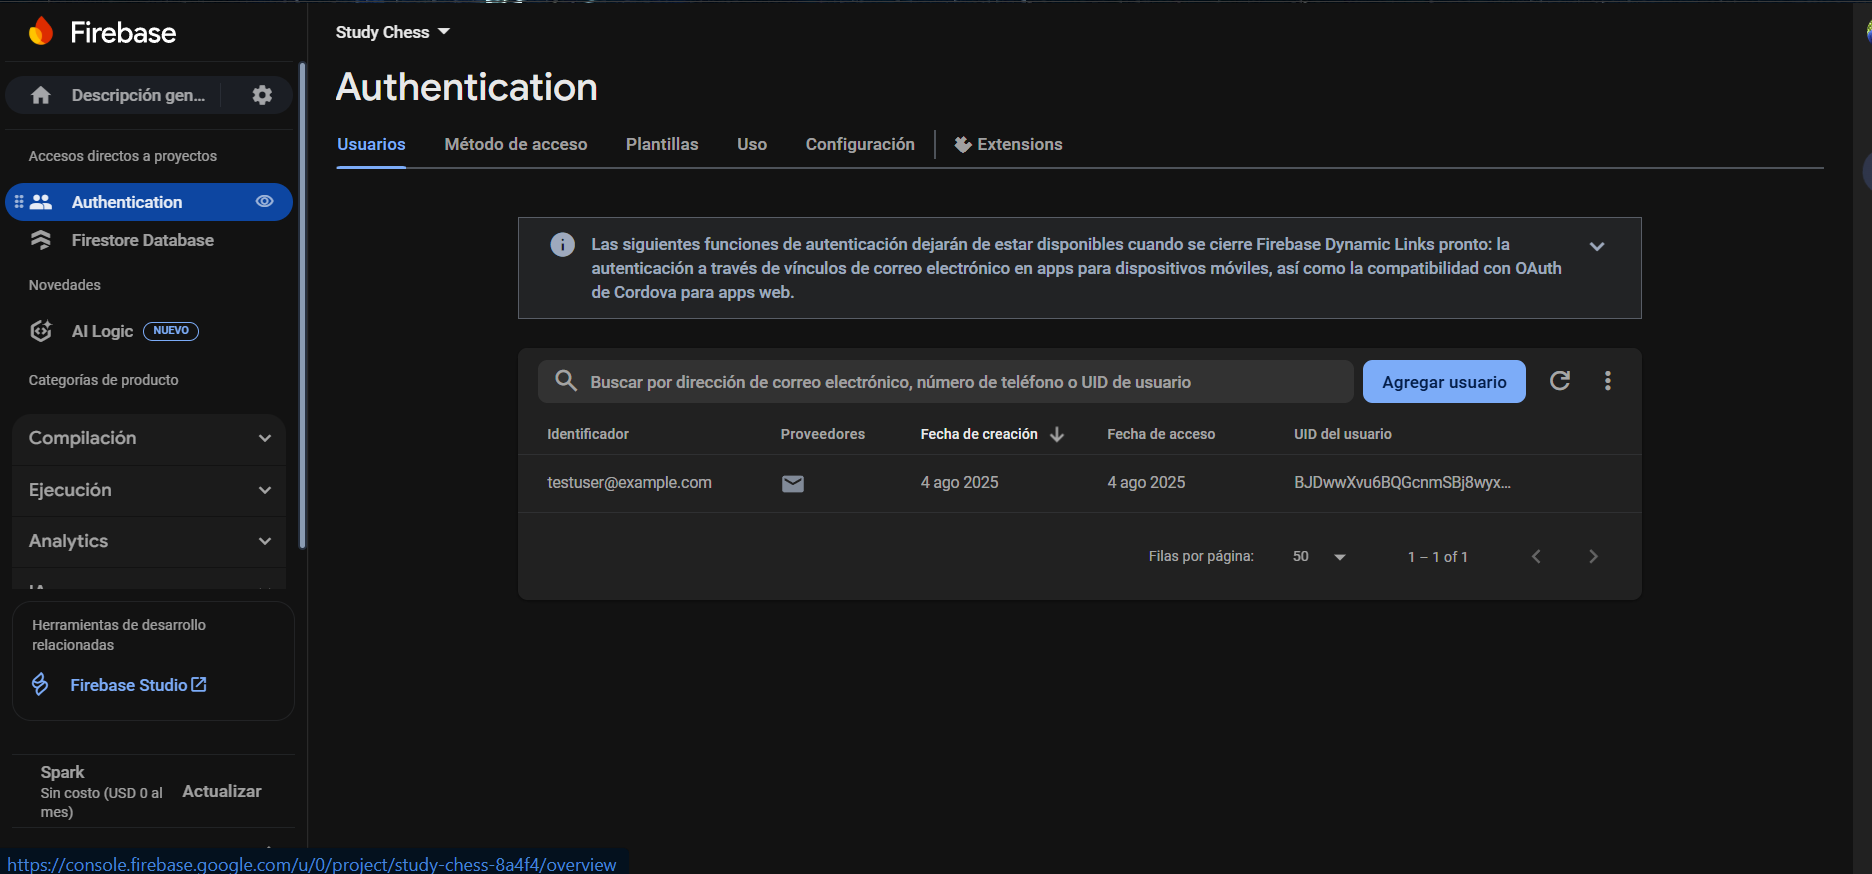 Firebase
Study Chess
Descripción gen...
Authentication
Usuarios
Método de acceso
Plantillas
Uso
Configuración
Extensions
Accesos directos a proyectos
Authentication
Firestore Database
Novedades
AI Logic NUEVO
Categorías de producto
Compilación
Ejecución
Analytics
Herramientas de desarrollo
relacionadas
Firebase Studio
Spark
Sin costo (USD 0 al
mes)
Actualizar
Las siguientes funciones de autenticación dejarán de estar disponibles cuando se cierre Firebase Dynamic Links pronto: la
autenticación a través de vínculos de correo electrónico en apps para dispositivos móviles, así como la compatibilidad con OAuth
de Cordova para apps web.
Buscar por dirección de correo electrónico, número de teléfono o UID de usuario
Agregar usuario
Identificador
Proveedores
Fecha de creación
Fecha de acceso
UID del usuario
testuser@example.com
4 ago 2025
4 ago 2025
BJDwwXvu6BQGcnmSBj8wyx...
Filas por página:
50
1 – 1 of 1
https://console.firebase.google.com/u/0/project/study-chess-8a4f4/overview